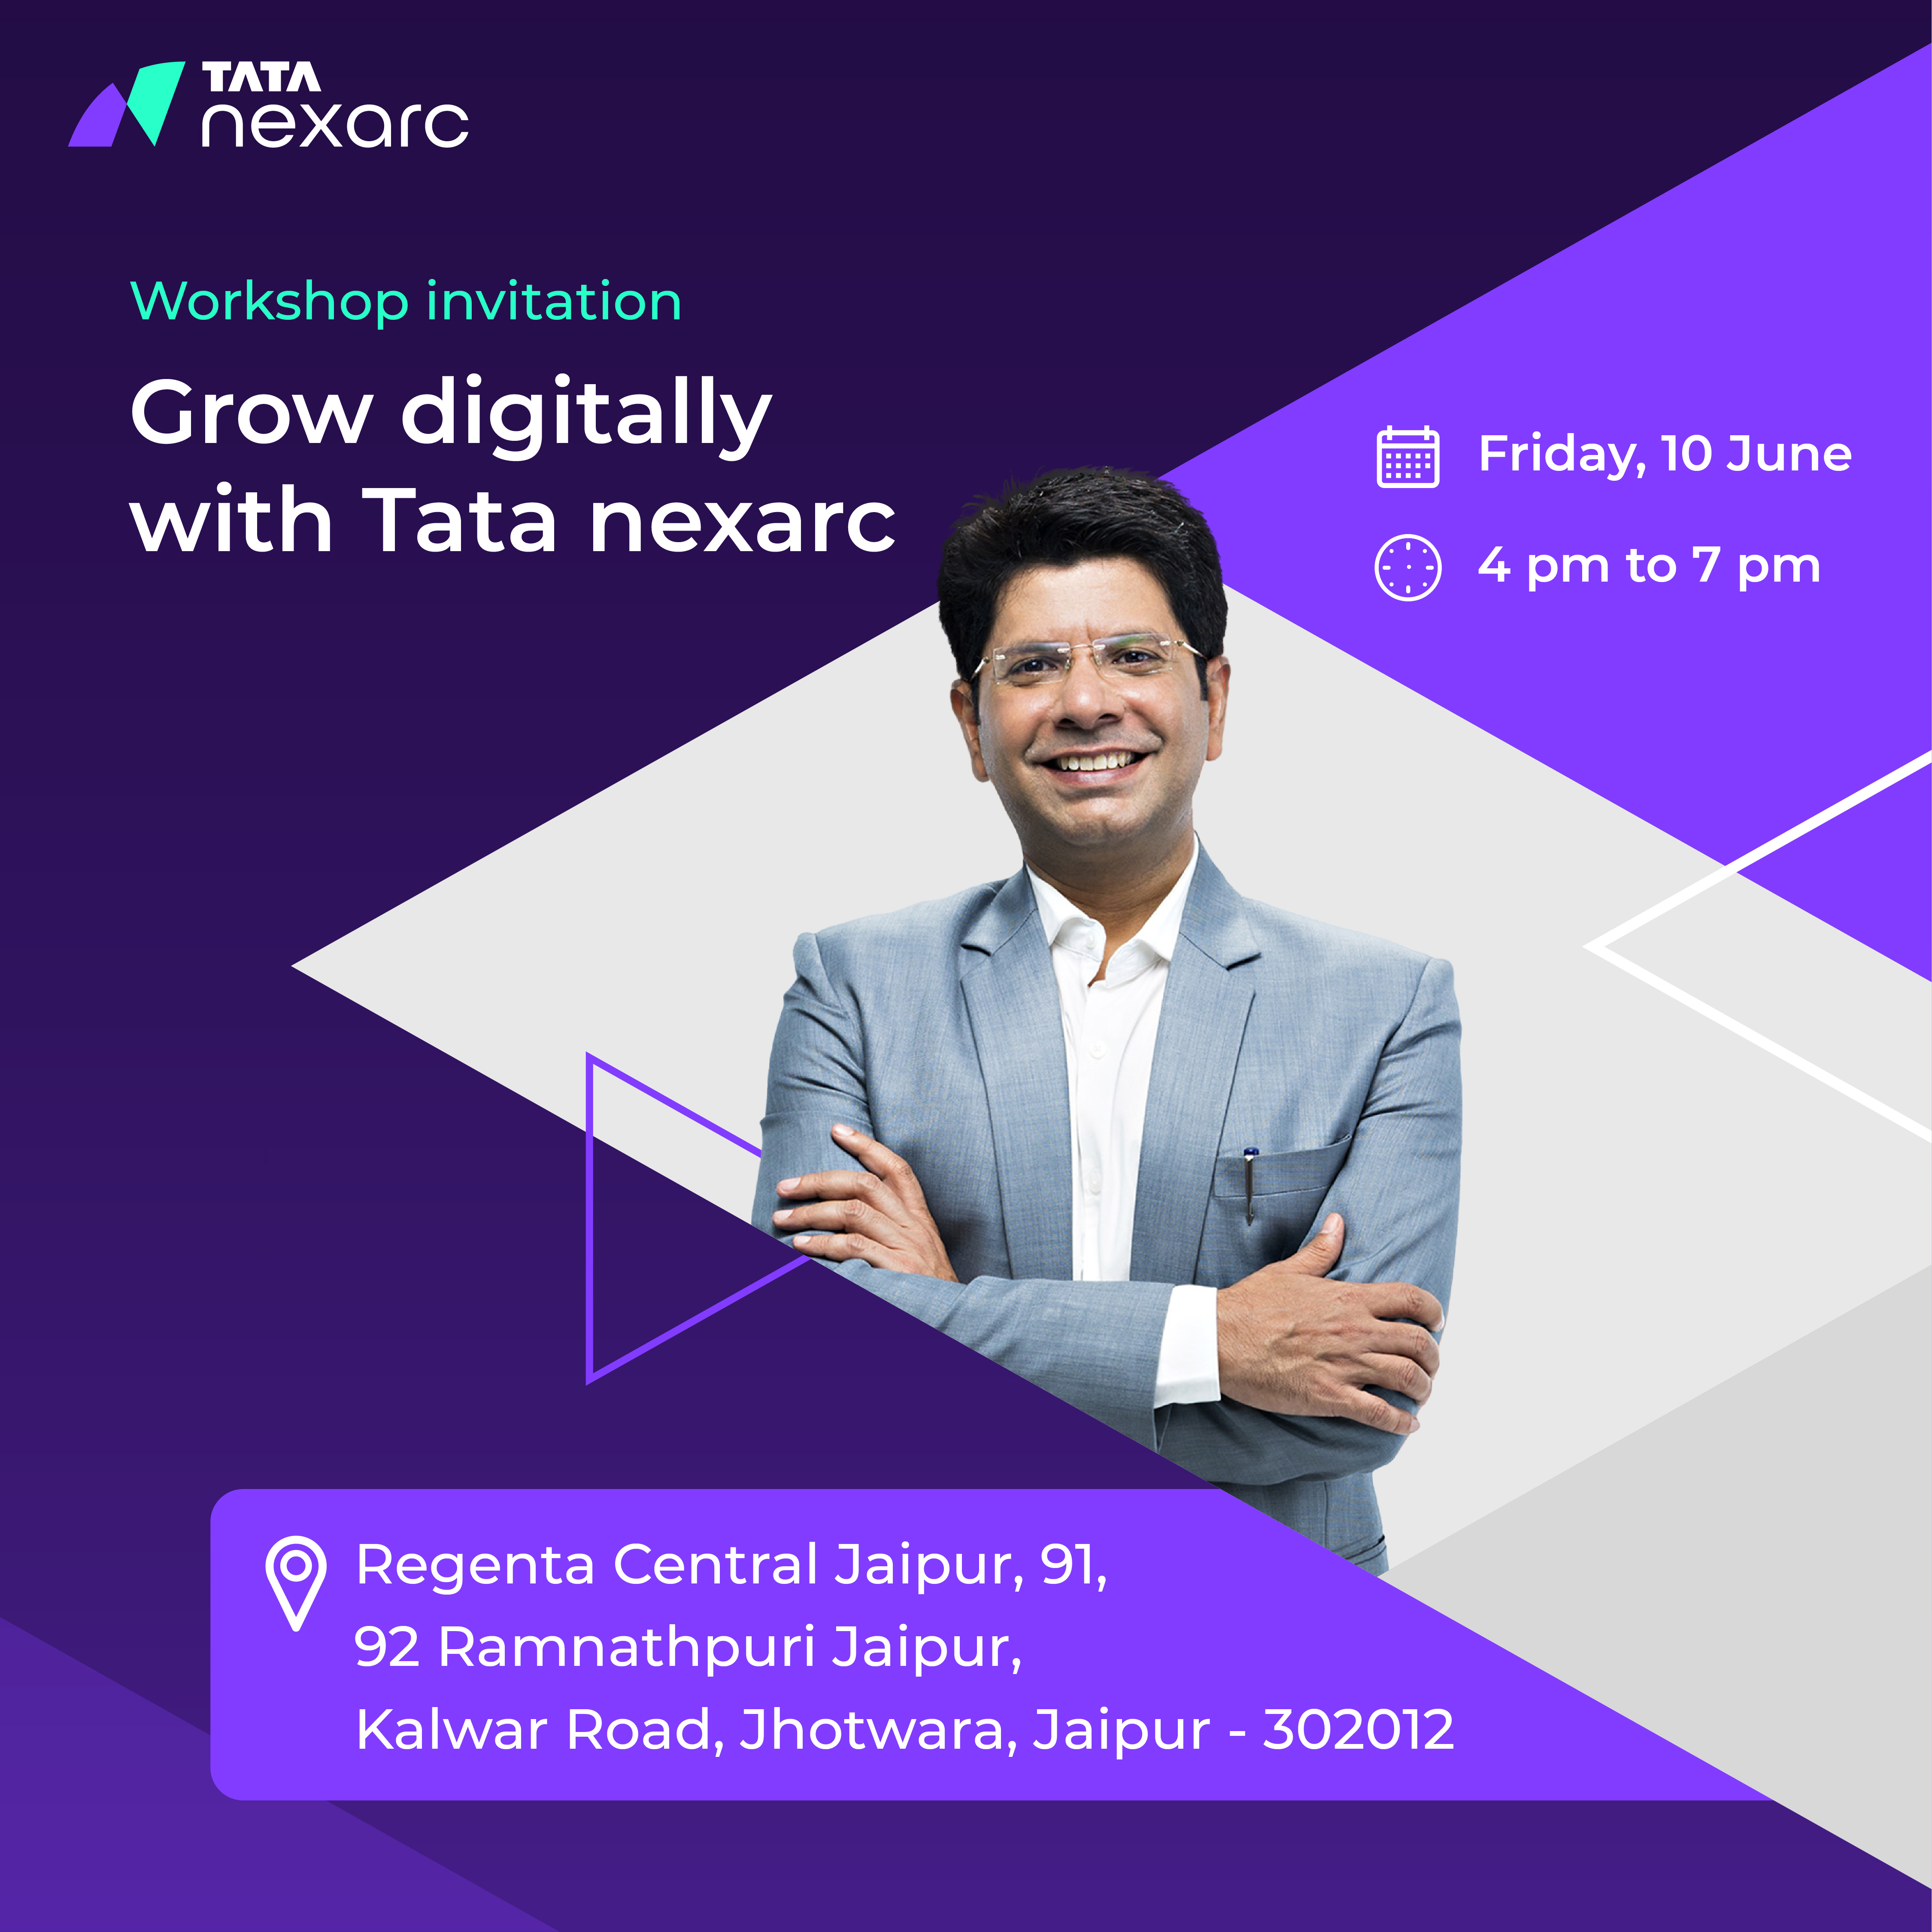 TATA
nexarc
Workshop invitation
Grow digitally
with Tata nexarc
Friday, 10 June
4 pm to 7 pm
Regenta Central Jaipur, 91,
92 Ramnathpuri Jaipur,
Kalwar Road, Jhotwara, Jaipur - 302012